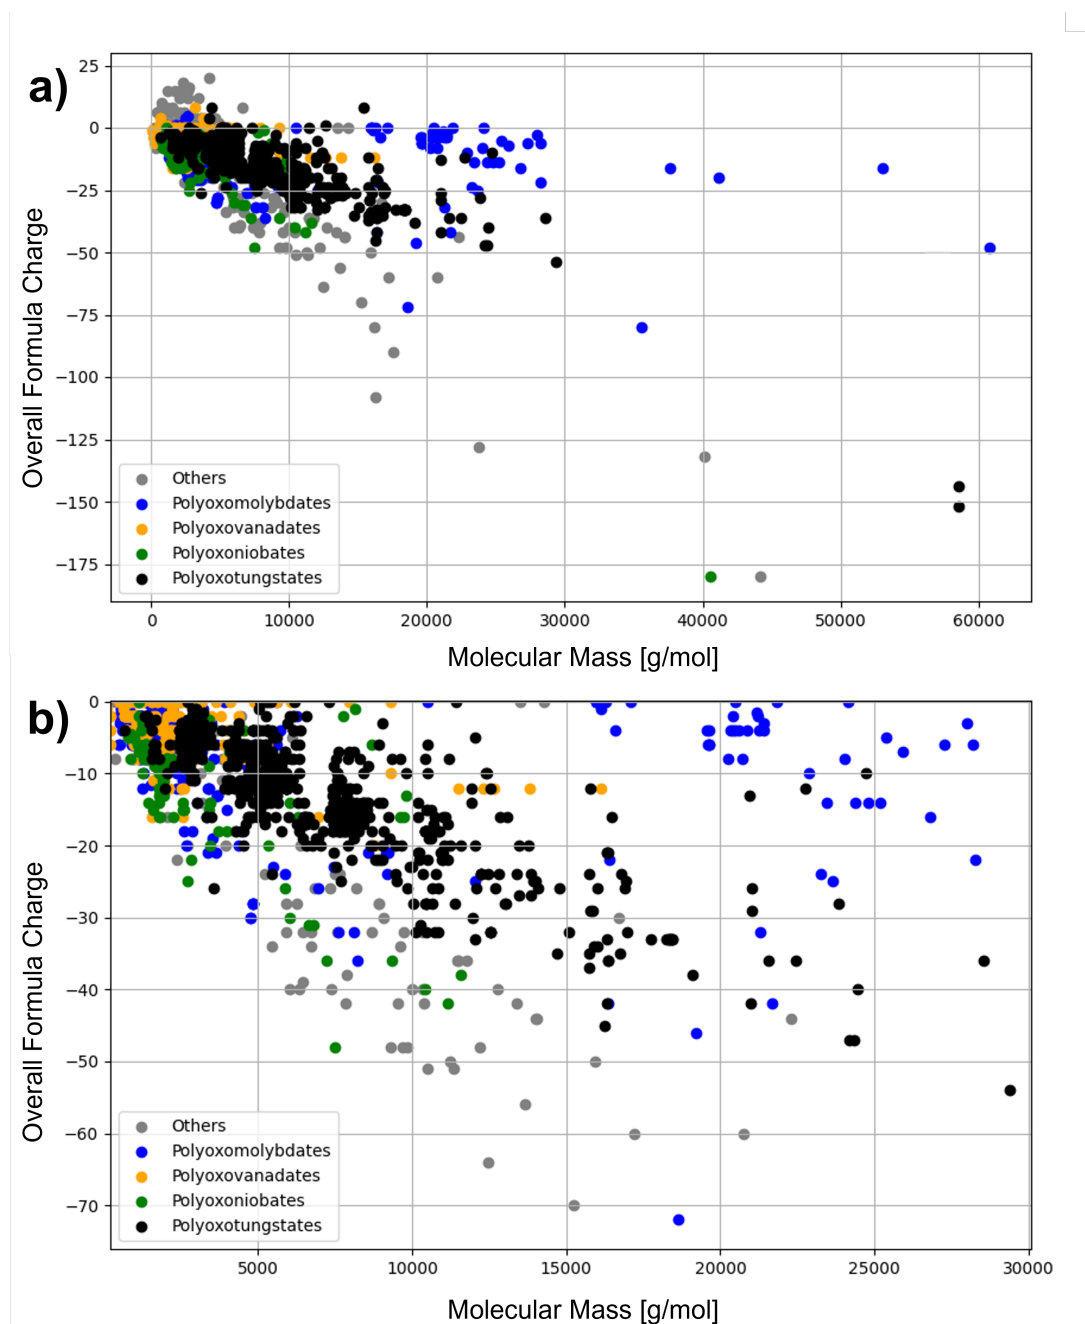 a)
25
0
−25
−50
−75
−100
−125
−150
−175
Overall Formula Charge
Others
Polyoxomolybdates
Polyoxovanadates
Polyoxoniobates
Polyoxotungstates
0 10000 20000 30000 40000 50000 60000
Molecular Mass [g/mol]
b)
0
−10
−20
−30
−40
−50
−60
−70
Overall Formula Charge
Others
Polyoxomolybdates
Polyoxovanadates
Polyoxoniobates
Polyoxotungstates
5000 10000 15000 20000 25000 30000
Molecular Mass [g/mol]